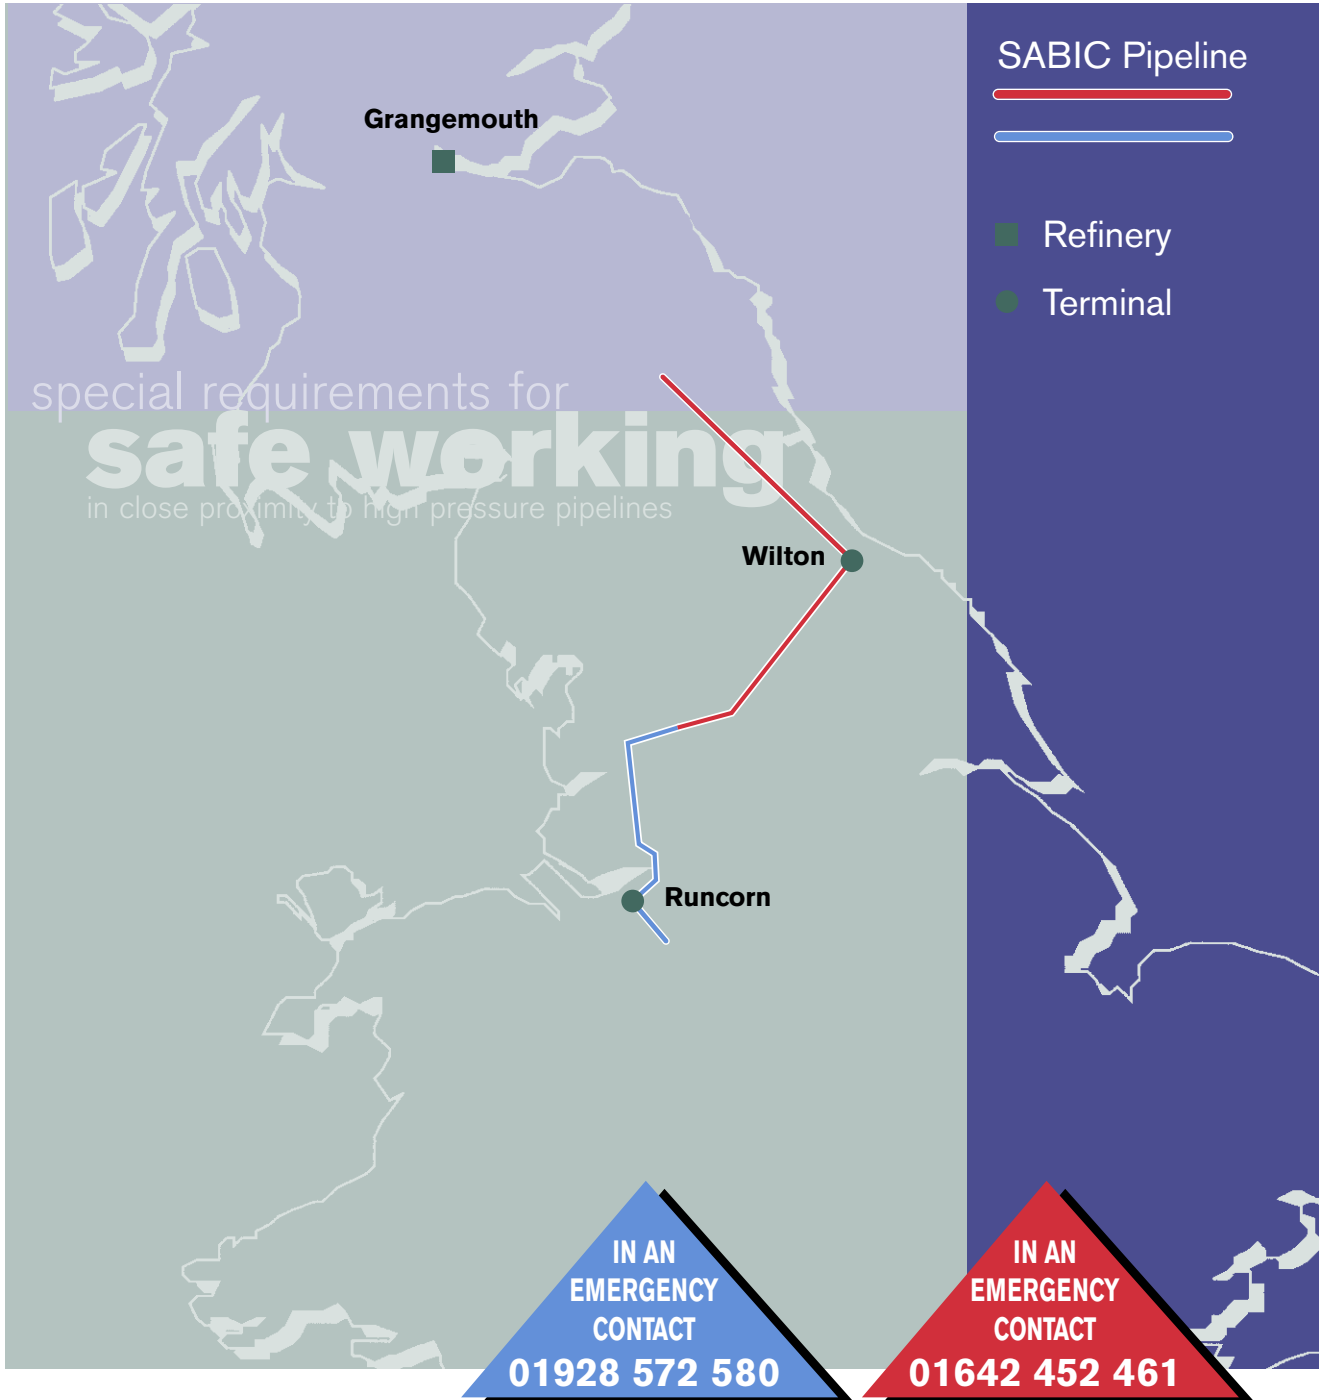 SABIC Pipeline
Grangemouth
Refinery
Terminal
special requirements for
safe working
in close proximity to high pressure pipelines
Wilton
Runcorn
IN AN
EMERGENCY
CONTACT
01928 572 580
IN AN
EMERGENCY
CONTACT
01642 452 461